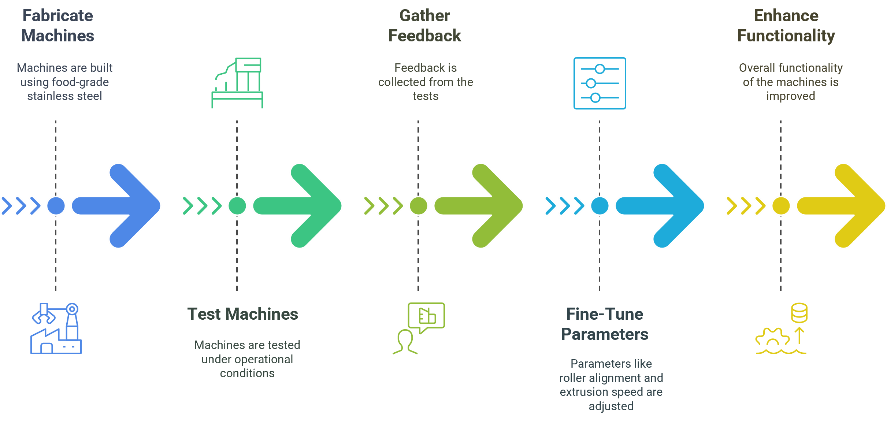 Fabricate
Machines
Machines are built
using food-grade
stainless steel
Test Machines
Machines are tested
under operational
conditions
Gather
Feedback
Feedback is
collected from the
tests
Fine-Tune
Parameters
Parameters like
roller alignment and
extrusion speed are
adjusted
Enhance
Functionality
Overall functionality
of the machines is
improved